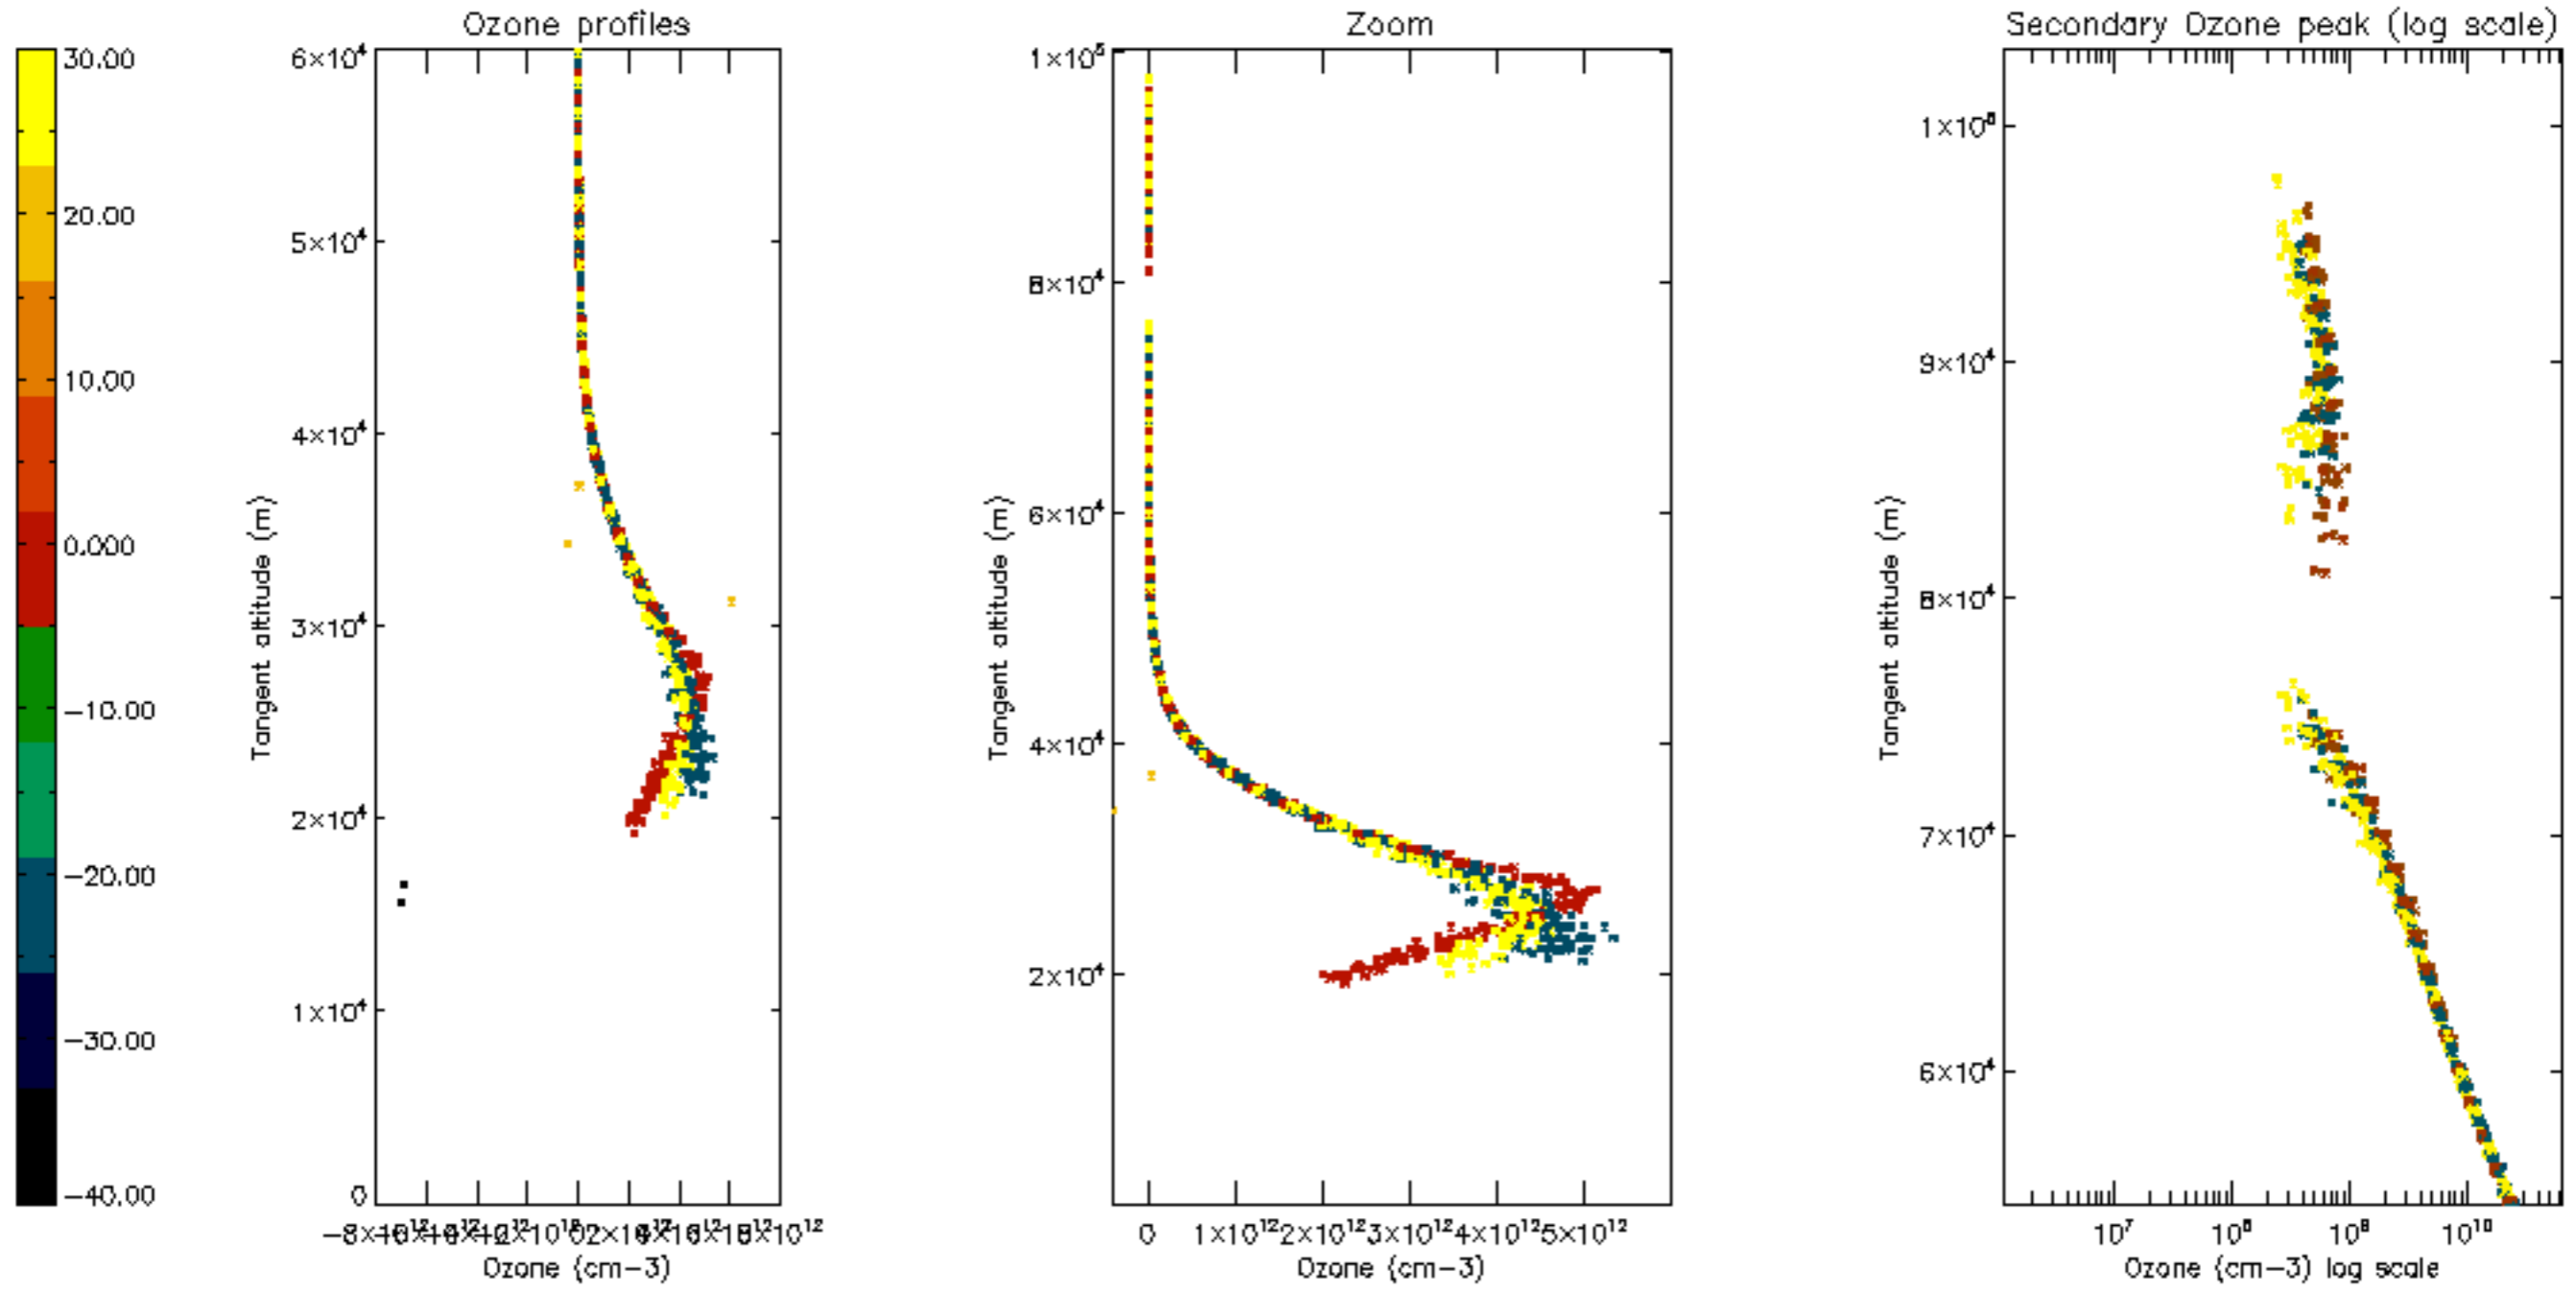 Ozone profiles
Zoom
Secondary Ozone peak (log scale)
30.00
20.00
10.00
0.000
−10.00
−20.00
−30.00
−40.00
Tangent altitude (m)
6×10⁴
5×10⁴
4×10⁴
3×10⁴
2×10⁴
1×10⁴
0
Ozone (cm−3)
Tangent altitude (m)
1×10⁵
8×10⁴
6×10⁴
4×10⁴
2×10⁴
0 1×10¹² 2×10¹² 3×10¹² 4×10¹² 5×10¹²
Ozone (cm−3)
Tangent altitude (m)
1×10⁵
9×10⁴
8×10⁴
7×10⁴
6×10⁴
10⁷ 10⁸ 10⁹ 10¹⁰
Ozone (cm−3) log scale